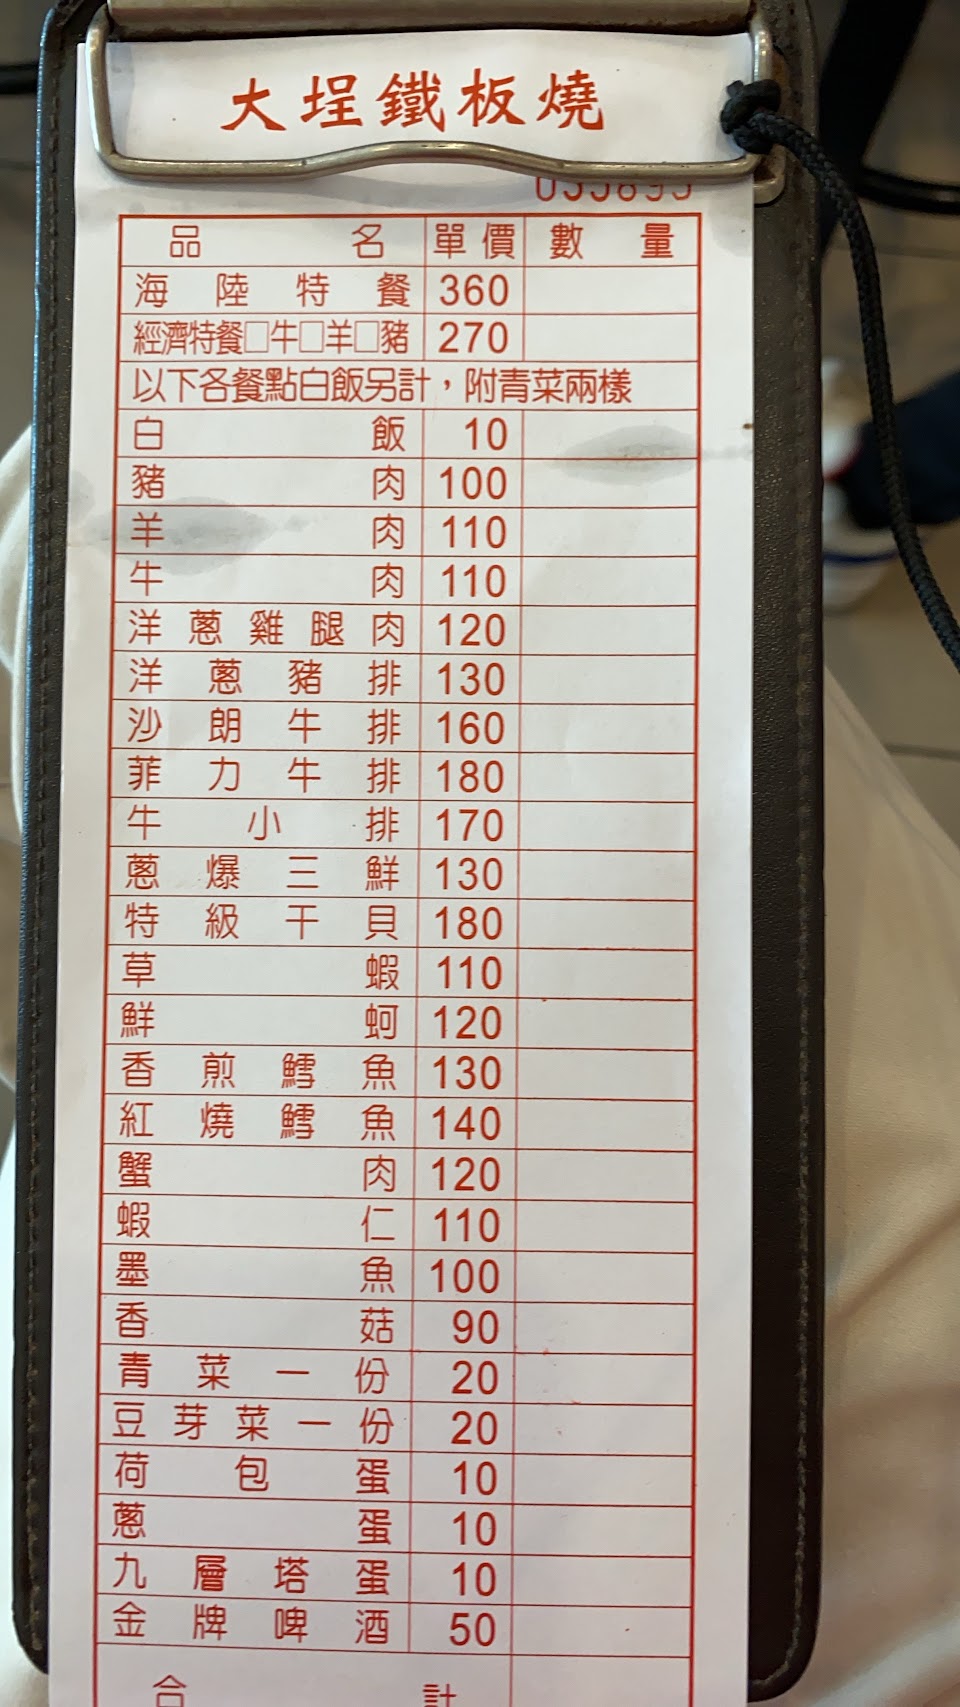 大埕鐵板燒
品名 單價 數量
海陸特餐 360
經濟特餐□牛□羊□豬 270
以下各餐點白飯另計，附青菜兩樣
白飯 10
豬肉 100
羊肉 110
牛肉 110
洋蔥雞腿肉 120
洋蔥豬排 130
沙朗牛排 160
菲力牛排 180
牛小排 170
蔥爆三鮮 130
特級干貝 180
草蝦 110
鮮蚵 120
香煎鱈魚 130
紅燒鱈魚 140
蟹肉 120
蝦仁 110
墨魚 100
香菇 90
青菜一份 20
豆芽菜一份 20
荷包蛋 10
蔥蛋 10
九層塔蛋 10
金牌啤酒 50
合計